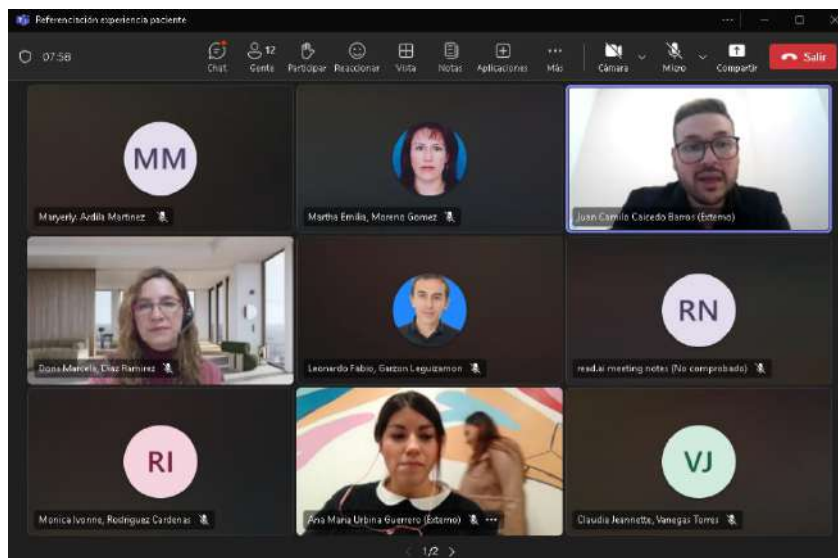 Referenciación experiencia paciente
07:58
Chat
12
Gente
Participar
Reaccionar
Vista
Notas
Aplicaciones
Más
Cámara
Micro
Compartir
Salir
MM
Maryerly, Ardila Martinez
Martha Emilia, Moreno Gomez
Juan Camilo Caicedo Barros (Externo)
Doris Marcela, Diaz Ramirez
Leonardo Fabio, Garzon Leguizamon
RN
read.ai meeting notes (No comprobado)
RI
Monica Ivonne, Rodriguez Cardenas
Ana Maria Urbina Guerrero (Externo)
VJ
Claudia Jeannette, Vanegas Torres
1/2